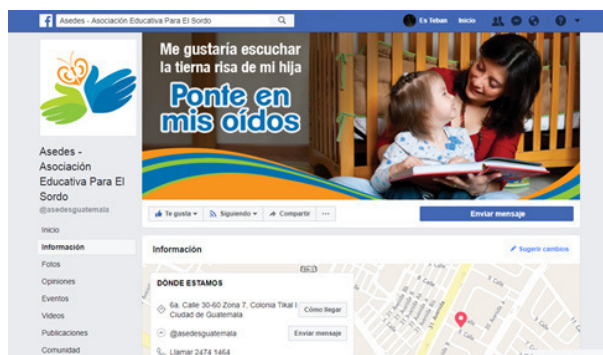 Asedes - Asociación Educativa Para El Sordo
Es Teban
Inicio
Me gustaría escuchar
la tierna risa de mi hija
Ponte en
mis oídos
Asedes -
Asociación
Educativa Para El
Sordo
@asedesguatemala
Te gusta
Siguiendo
Compartir
Enviar mensaje
Inicio
Información
Fotos
Opiniones
Eventos
Videos
Publicaciones
Comunidad
Información
Sugerir cambios
DÓNDE ESTAMOS
6a. Calle 30-60 Zona 7, Colonia Tikal I
Ciudad de Guatemala
Cómo llegar
@asedesguatemala
Enviar mensaje
Llamar 2474 1464